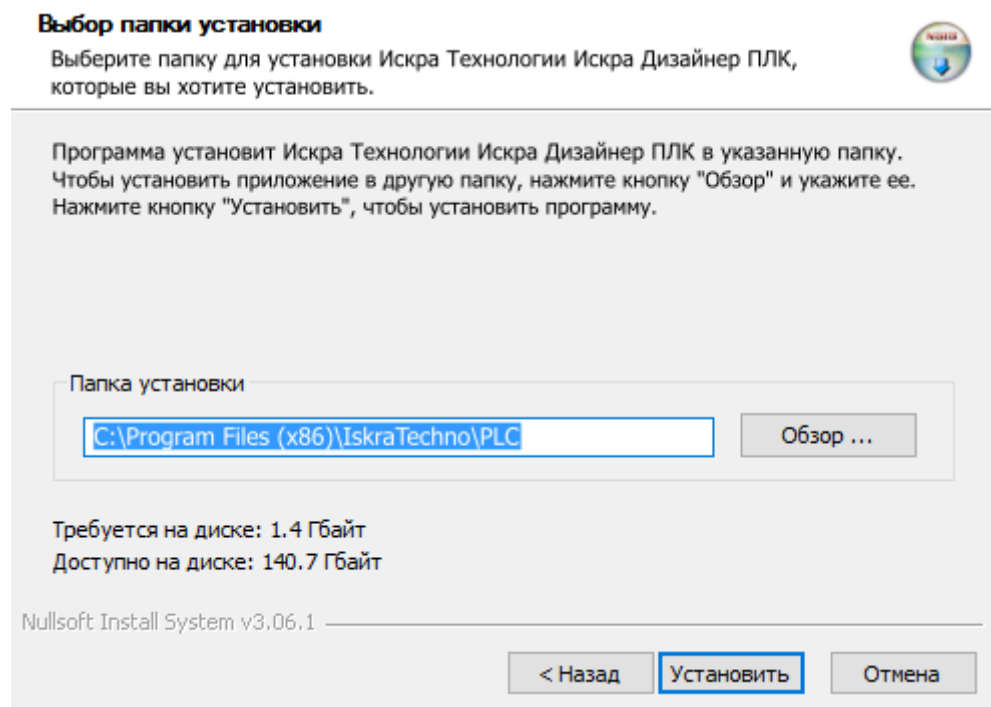 Выбор папки установки
Выберите папку для установки Искра Технологии Искра Дизайнер ПЛК,
которые вы хотите установить.
NSIS
Программа установит Искра Технологии Искра Дизайнер ПЛК в указанную папку.
Чтобы установить приложение в другую папку, нажмите кнопку "Обзор" и укажите ее.
Нажмите кнопку "Установить", чтобы установить программу.
Папка установки
C:\Program Files (x86)\IskraTechno\PLC
Обзор ...
Требуется на диске: 1.4 Гбайт
Доступно на диске: 140.7 Гбайт
Nullsoft Install System v3.06.1
< Назад
Установить
Отмена